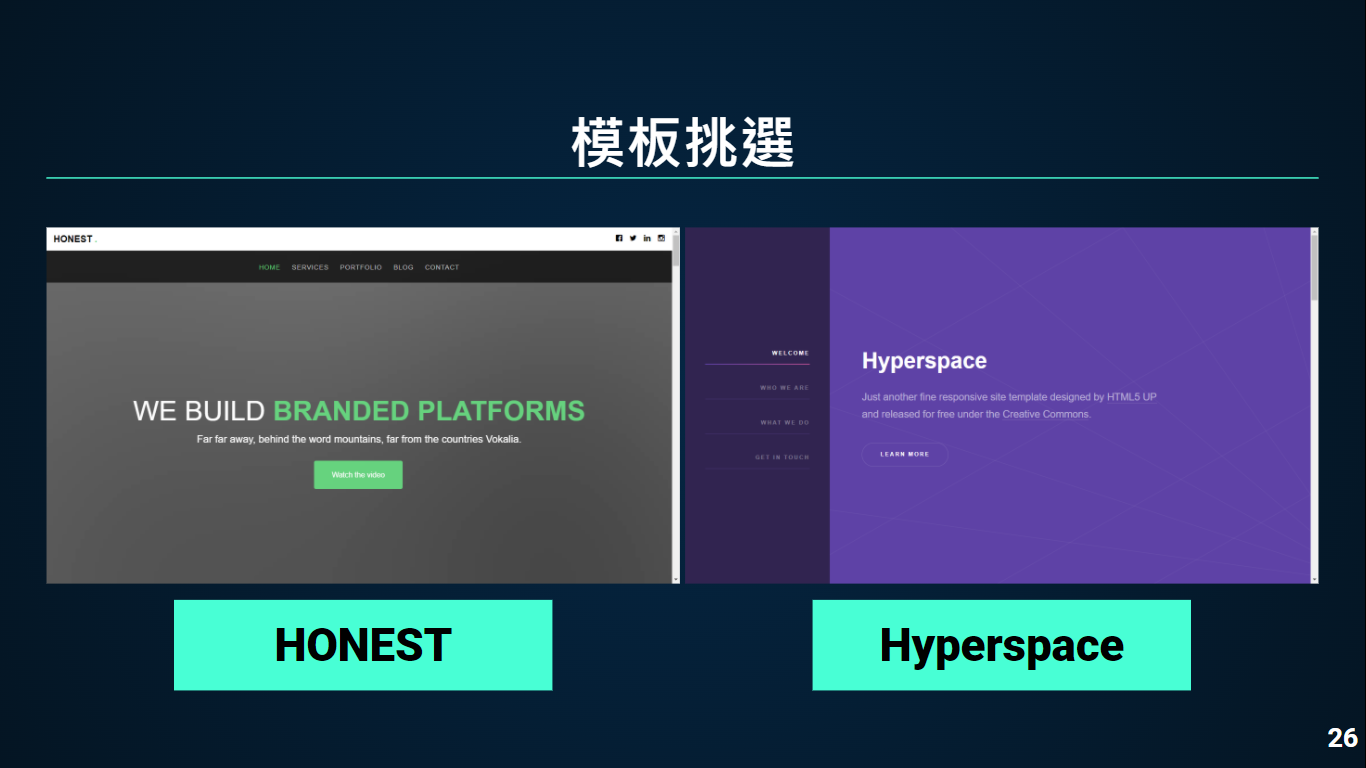 模板挑選
HONEST.
HOME SERVICES PORTFOLIO BLOG CONTACT
WE BUILD BRANDED PLATFORMS
Far far away, behind the word mountains, far from the countries Vokalia.
Watch the video
WELCOME
WHO WE ARE
WHAT WE DO
GET IN TOUCH
Hyperspace
Just another fine responsive site template designed by HTML5 UP
and released for free under the Creative Commons.
LEARN MORE
HONEST
Hyperspace
26